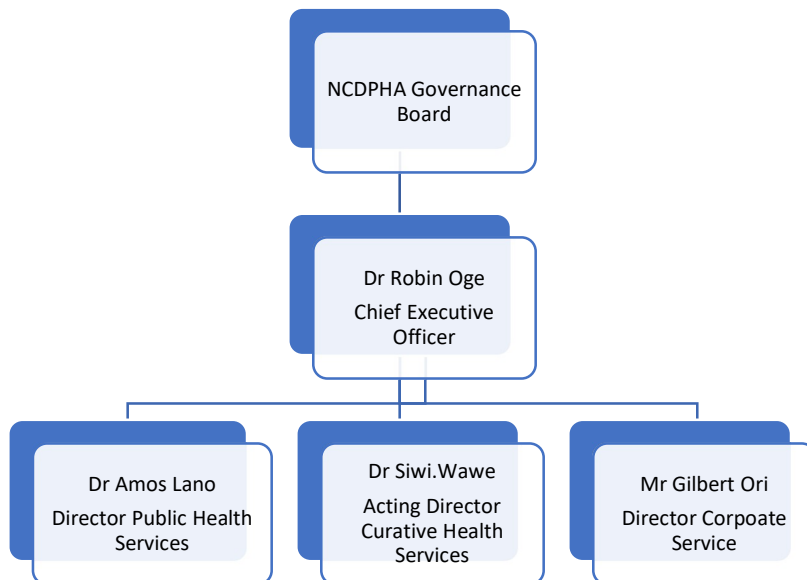 NCDPHA Governance
Board
Dr Robin Oge
Chief Executive
Officer
Dr Amos Lano
Director Public Health
Services
Dr Siwi.Wawe
Acting Director
Curative Health
Services
Mr Gilbert Ori
Director Corpoate
Service